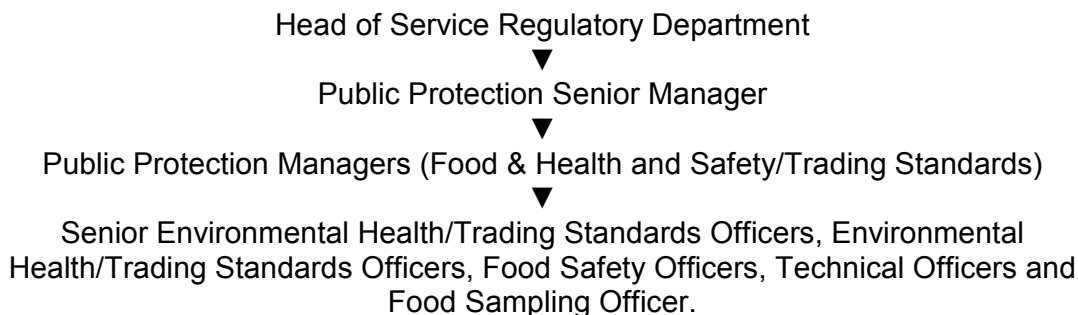 Head of Service Regulatory Department
▼
Public Protection Senior Manager
▼
Public Protection Managers (Food & Health and Safety/Trading Standards)
▼
Senior Environmental Health/Trading Standards Officers, Environmental
Health/Trading Standards Officers, Food Safety Officers, Technical Officers and
Food Sampling Officer.